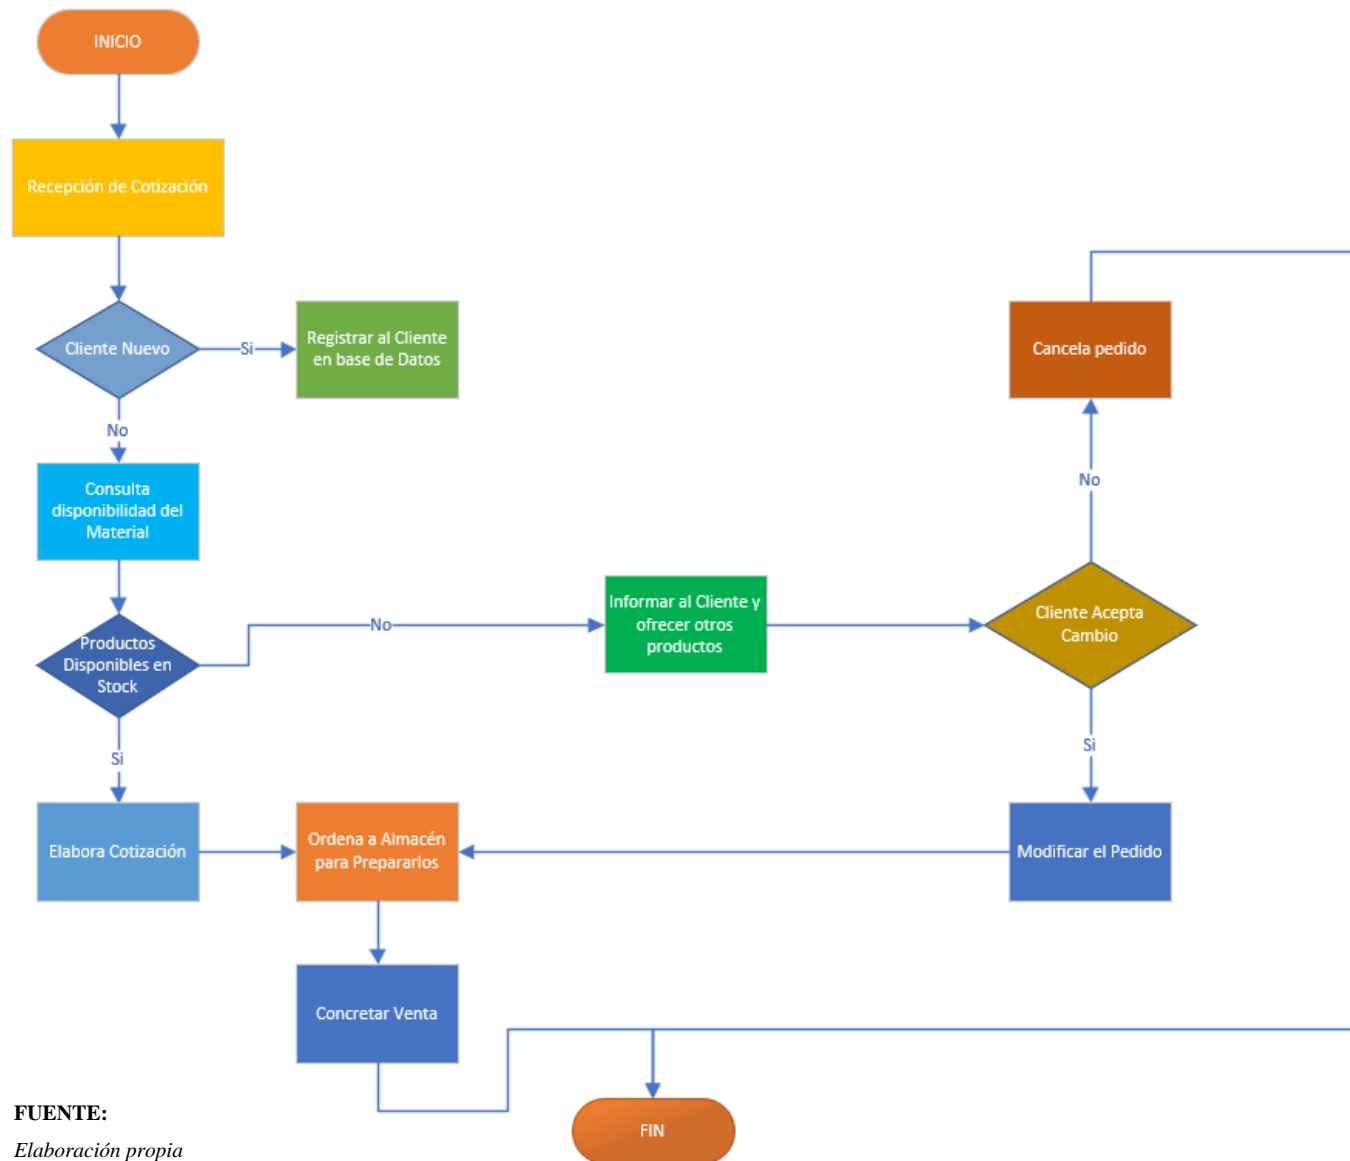 INICIO
Recepción de Cotización
Cliente Nuevo
Si
Registrar al Cliente
en base de Datos
Cancela pedido
No
Consulta
disponibilidad del
Material
No
Productos
Disponibles en
Stock
No
Informar al Cliente y
ofrecer otros
productos
Cliente Acepta
Cambio
Si
Si
Elabora Cotización
Ordena a Almacén
para Prepararlos
Modificar el Pedido
Concretar Venta
FUENTE:
Elaboración propia
FIN